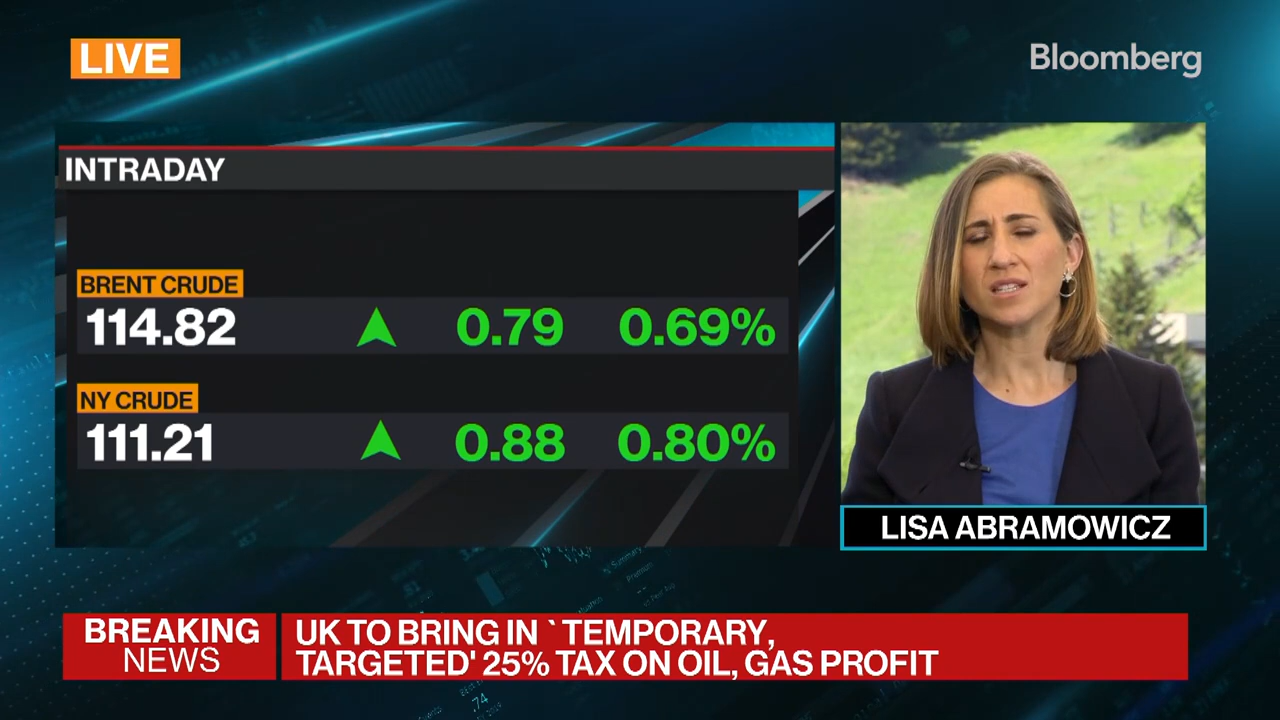 LIVE
Bloomberg
INTRADAY
BRENT CRUDE
114.82 ▲ 0.79 0.69%
NY CRUDE
111.21 ▲ 0.88 0.80%
LISA ABRAMOWICZ
BREAKING
NEWS
UK TO BRING IN `TEMPORARY,
TARGETED' 25% TAX ON OIL, GAS PROFIT
74